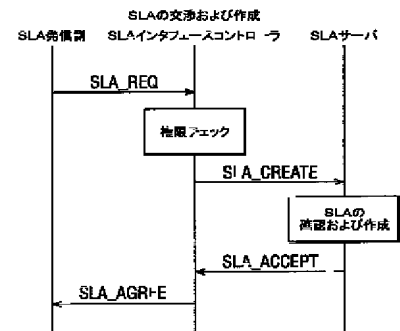 SLAの交渉および作成
SLA発信側 SLAインタフェースコントローラ SLAサーバ
SLA_REQ
権限チェック
SLA_CREATE
SLAの
確認および作成
SLA_ACCEPT
SLA_AGREE